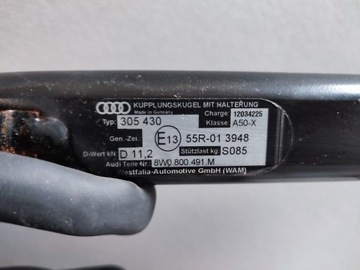 KUPPLUNGSKUGEL MIT HALTERUNG
Made in Germany
Charge 12034225
Typ: 305 430 Klasse: A50-X
Gen.-Zei. E13 55R-01 3948
D-Wert kN: D 11,2 Stützlast kg: S085
Audi Teile Nr.: 8W0.800.491.M
Westfalia-Automotive GmbH (WAM)